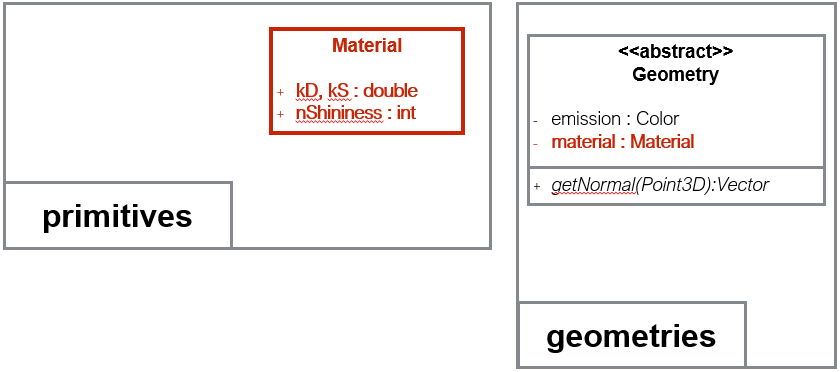 Material
+ kD, kS : double
+ nShininess : int
primitives
<<abstract>>
Geometry
- emission : Color
- material : Material
+ getNormal(Point3D):Vector
geometries